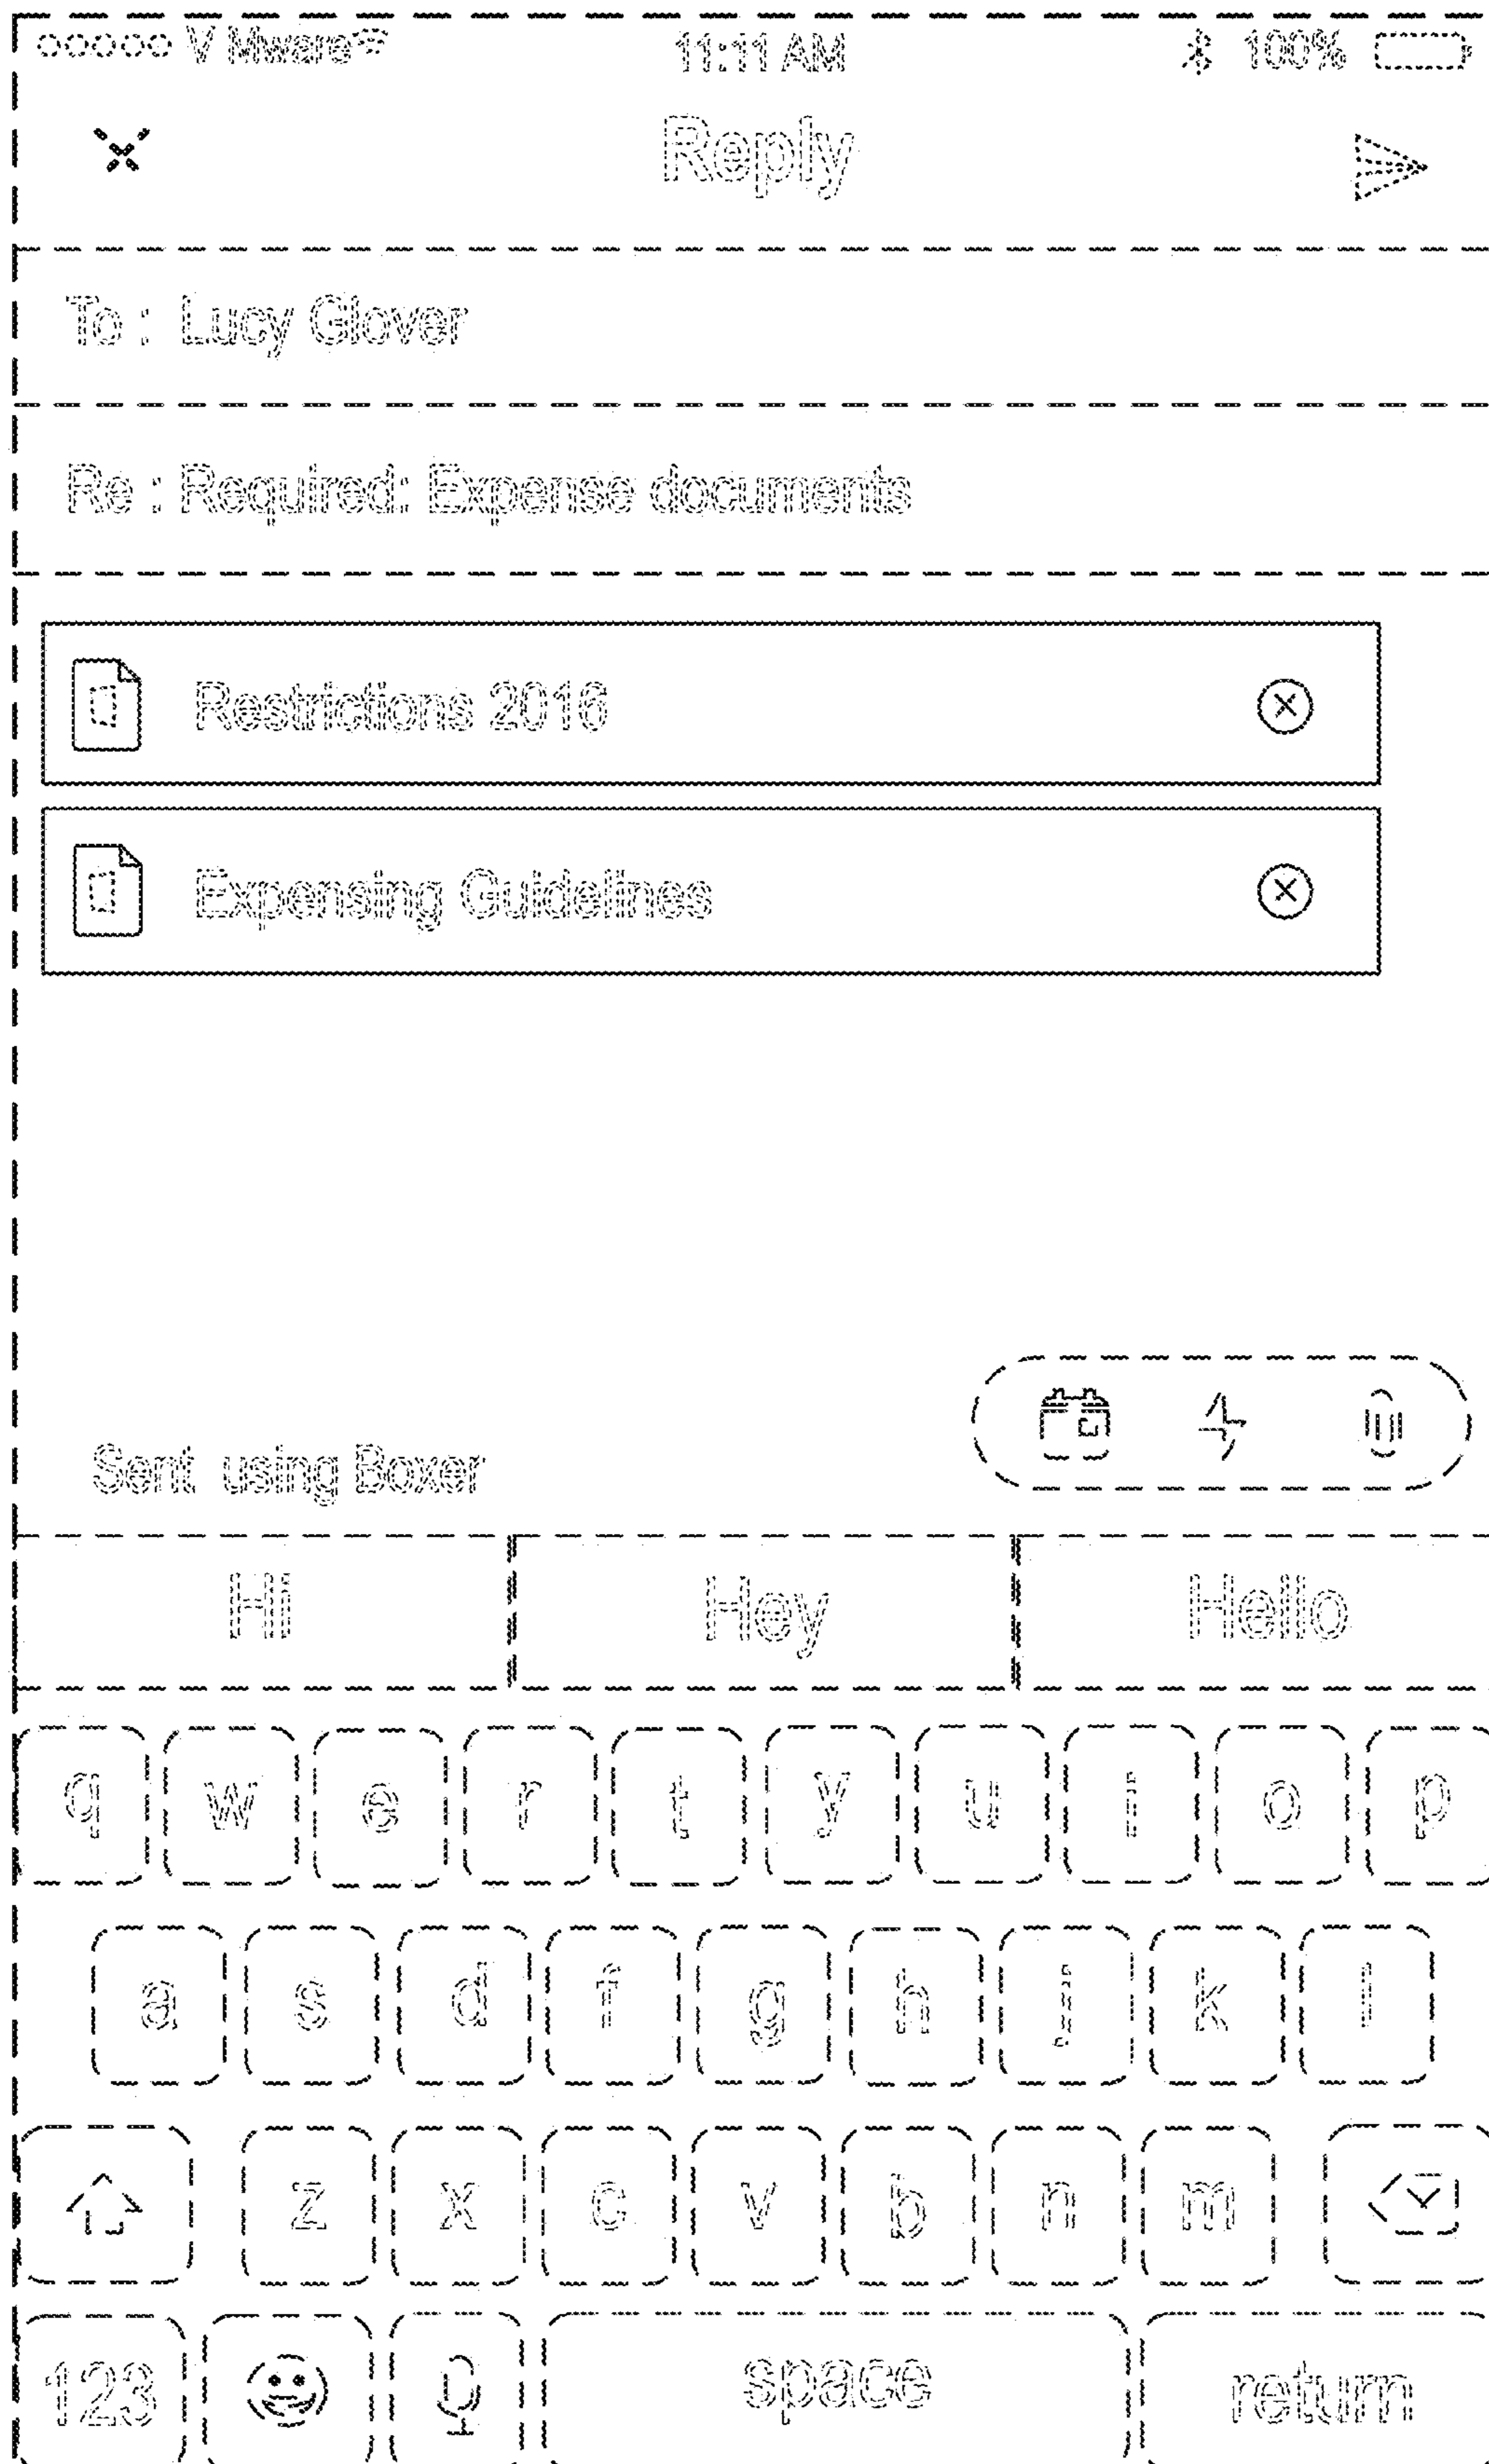 V Mware 11:11 AM 100%
Reply
To : Lucy Glover
Re : Required: Expense documents
Restrictions 2016
Expensing Guidelines
Sent using Boxer
Hi Hey Hello
q w e r t y u i o p
a s d f g h j k l
z x c v b n m
123 space return